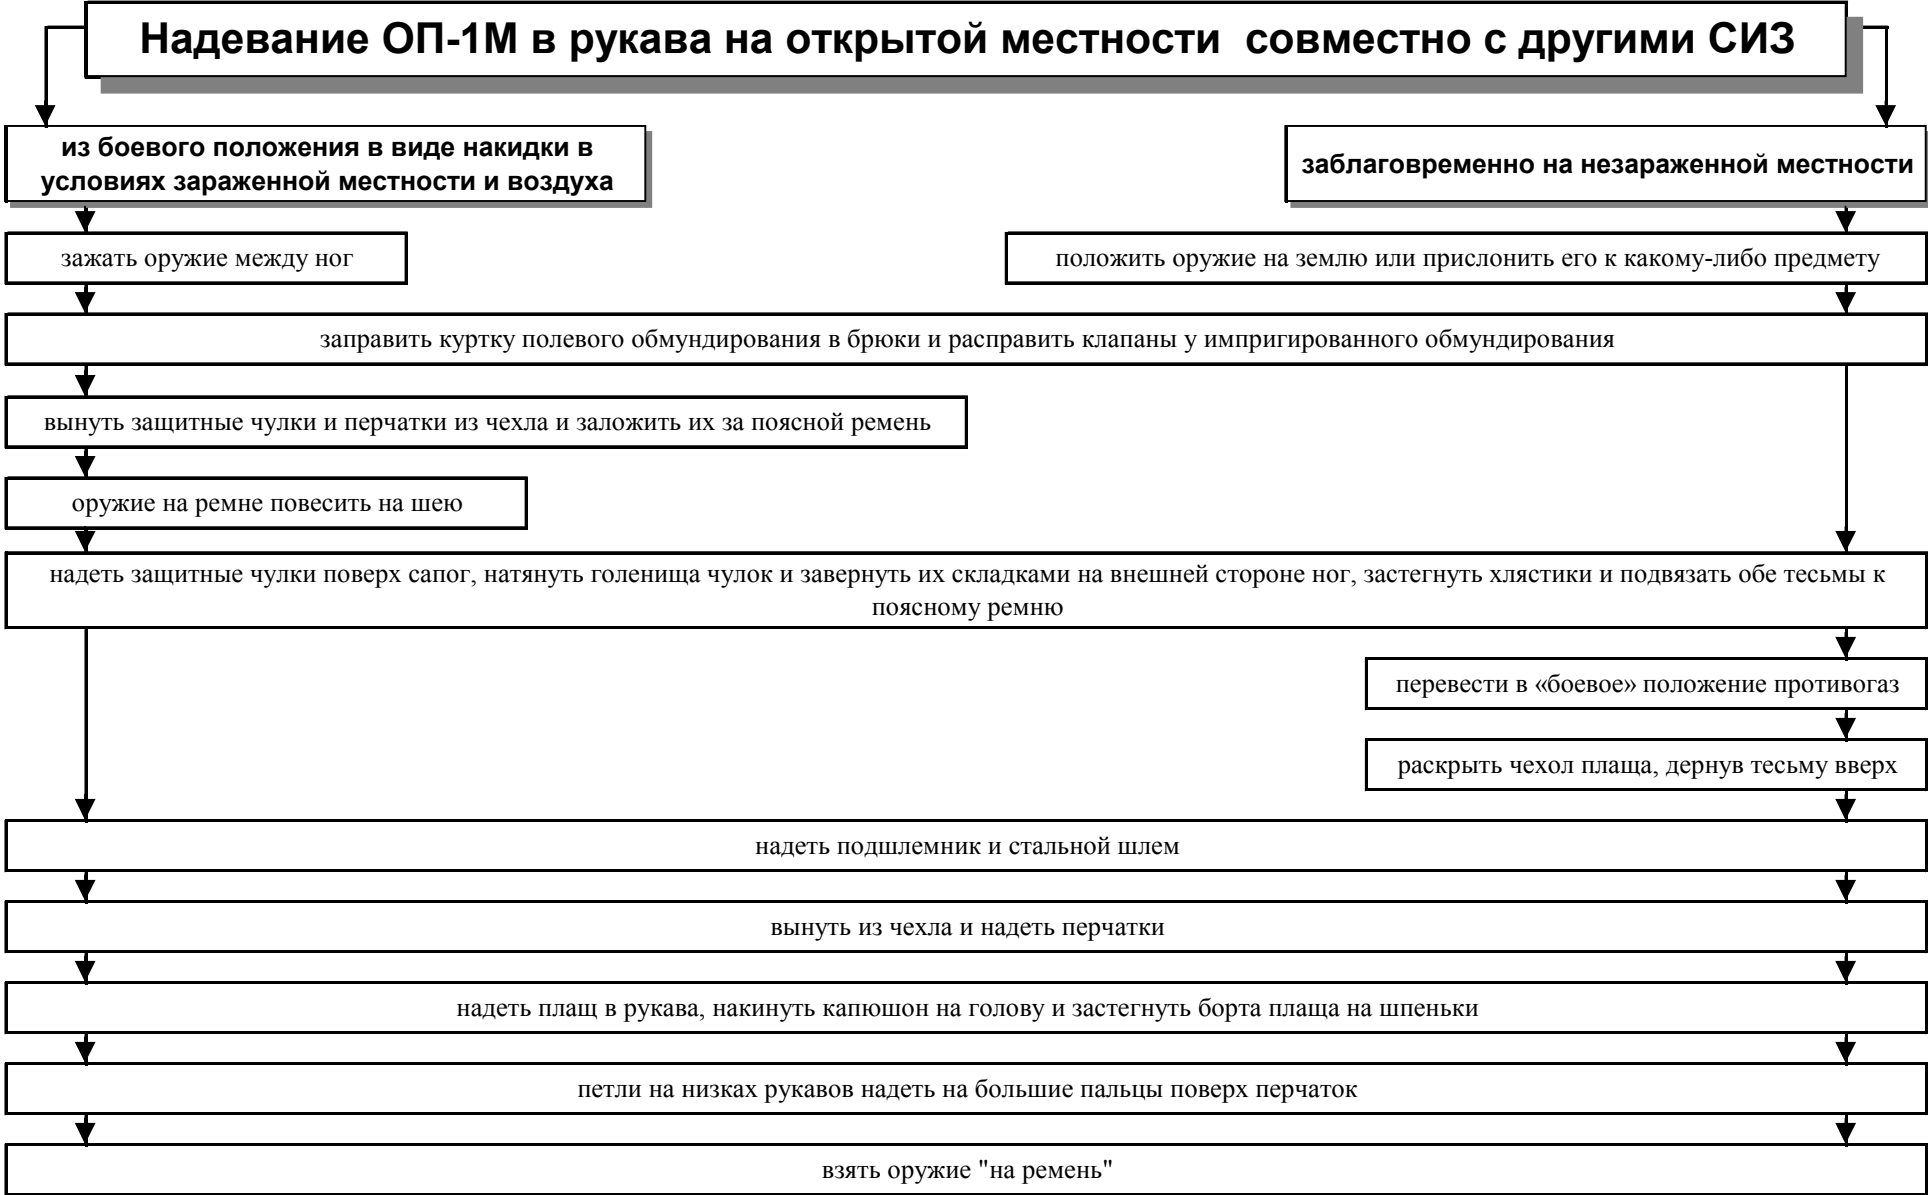 Надевание ОП-1М в рукава на открытой местности совместно с другими СИЗ
из боевого положения в виде накидки в
условиях зараженной местности и воздуха
заблаговременно на незараженной местности
зажать оружие между ног
положить оружие на землю или прислонить его к какому-либо предмету
заправить куртку полевого обмундирования в брюки и расправить клапаны у импригированного обмундирования
вынуть защитные чулки и перчатки из чехла и заложить их за поясной ремень
оружие на ремне повесить на шею
надеть защитные чулки поверх сапог, натянуть голенища чулок и завернуть их складками на внешней стороне ног, застегнуть хлястики и подвязать обе тесьмы к
поясному ремню
перевести в «боевое» положение противогаз
раскрыть чехол плаща, дернув тесьму вверх
надеть подшлемник и стальной шлем
вынуть из чехла и надеть перчатки
надеть плащ в рукава, накинуть капюшон на голову и застегнуть борта плаща на шпеньки
петли на низках рукавов надеть на большие пальцы поверх перчаток
взять оружие "на ремень"